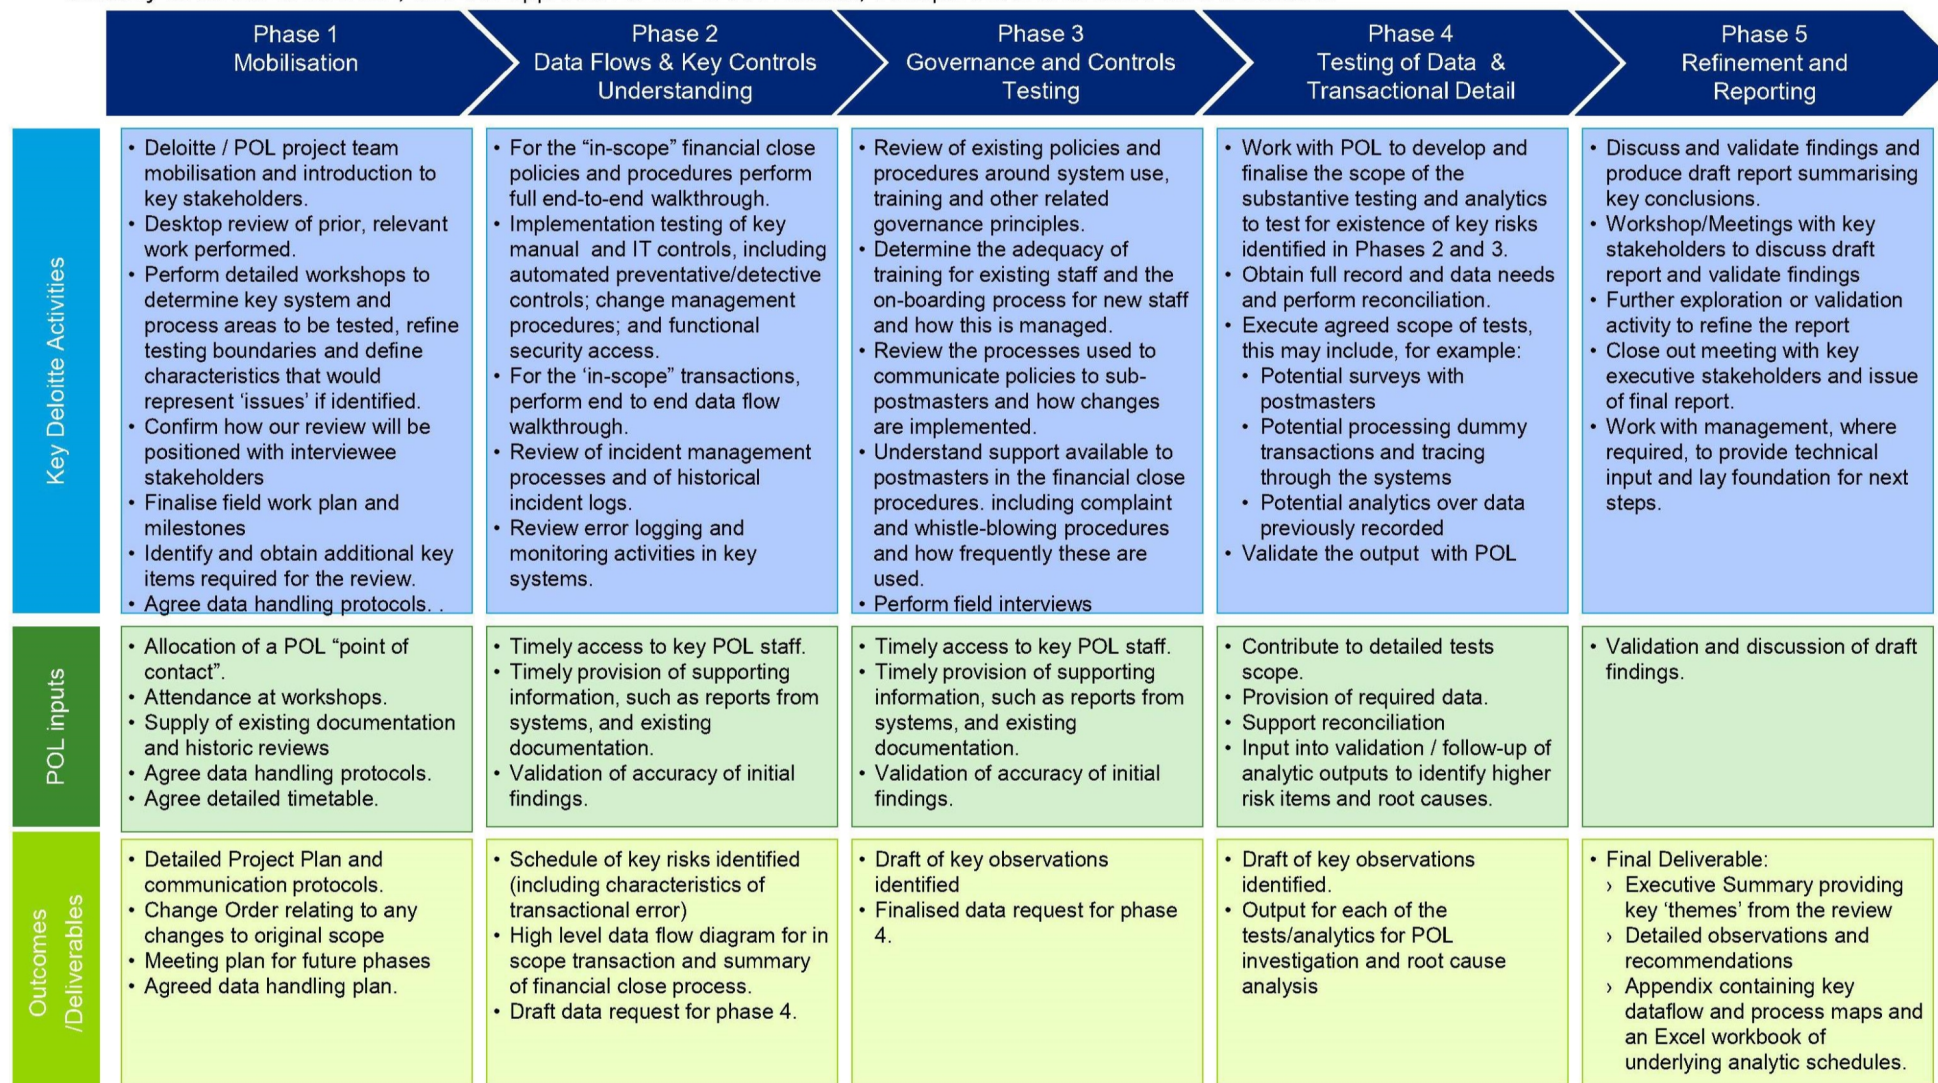 Phase 1
Mobilisation
Phase 2
Data Flows & Key Controls
Understanding
Phase 3
Governance and Controls
Testing
Phase 4
Testing of Data &
Transactional Detail
Phase 5
Refinement and
Reporting
Key Deloitte Activities
• Deloitte / POL project team
mobilisation and introduction to
key stakeholders.
• Desktop review of prior, relevant
work performed.
• Perform detailed workshops to
determine key system and
process areas to be tested, refine
testing boundaries and define
characteristics that would
represent ‘issues’ if identified.
• Confirm how our review will be
positioned with interviewee
stakeholders
• Finalise field work plan and
milestones
• Identify and obtain additional key
items required for the review.
• Agree data handling protocols. .
• For the “in-scope” financial close
policies and procedures perform
full end-to-end walkthrough.
• Implementation testing of key
manual and IT controls, including
automated preventative/detective
controls; change management
procedures; and functional
security access.
• For the ‘in-scope” transactions,
perform end to end data flow
walkthrough.
• Review of incident management
processes and of historical
incident logs.
• Review error logging and
monitoring activities in key
systems.
• Review of existing policies and
procedures around system use,
training and other related
governance principles.
• Determine the adequacy of
training for existing staff and the
on-boarding process for new staff
and how this is managed.
• Review the processes used to
communicate policies to sub-
postmasters and how changes
are implemented.
• Understand support available to
postmasters in the financial close
procedures. including complaint
and whistle-blowing procedures
and how frequently these are
used.
• Perform field interviews
• Work with POL to develop and
finalise the scope of the
substantive testing and analytics
to test for existence of key risks
identified in Phases 2 and 3.
• Obtain full record and data needs
and perform reconciliation.
• Execute agreed scope of tests,
this may include, for example:
• Potential surveys with
postmasters
• Potential processing dummy
transactions and tracing
through the systems
• Potential analytics over data
previously recorded
• Validate the output with POL
• Discuss and validate findings and
produce draft report summarising
key conclusions.
• Workshop/Meetings with key
stakeholders to discuss draft
report and validate findings
• Further exploration or validation
activity to refine the report
• Close out meeting with key
executive stakeholders and issue
of final report.
• Work with management, where
required, to provide technical
input and lay foundation for next
steps.
POL inputs
• Allocation of a POL “point of
contact”.
• Attendance at workshops.
• Supply of existing documentation
and historic reviews
• Agree data handling protocols.
• Agree detailed timetable.
• Timely access to key POL staff.
• Timely provision of supporting
information, such as reports from
systems, and existing
documentation.
• Validation of accuracy of initial
findings.
• Timely access to key POL staff.
• Timely provision of supporting
information, such as reports from
systems, and existing
documentation.
• Validation of accuracy of initial
findings.
• Contribute to detailed tests
scope.
• Provision of required data.
• Support reconciliation
• Input into validation / follow-up of
analytic outputs to identify higher
risk items and root causes.
• Validation and discussion of draft
findings.
Outcomes
/Deliverables
• Detailed Project Plan and
communication protocols.
• Change Order relating to any
changes to original scope
• Meeting plan for future phases
• Agreed data handling plan.
• Schedule of key risks identified
(including characteristics of
transactional error)
• High level data flow diagram for in
scope transaction and summary
of financial close process.
• Draft data request for phase 4.
• Draft of key observations
identified
• Finalised data request for phase
4.
• Draft of key observations
identified.
• Output for each of the
tests/analytics for POL
investigation and root cause
analysis
• Final Deliverable:
› Executive Summary providing
key ‘themes’ from the review
› Detailed observations and
recommendations
› Appendix containing key
dataflow and process maps and
an Excel workbook of
underlying analytic schedules.